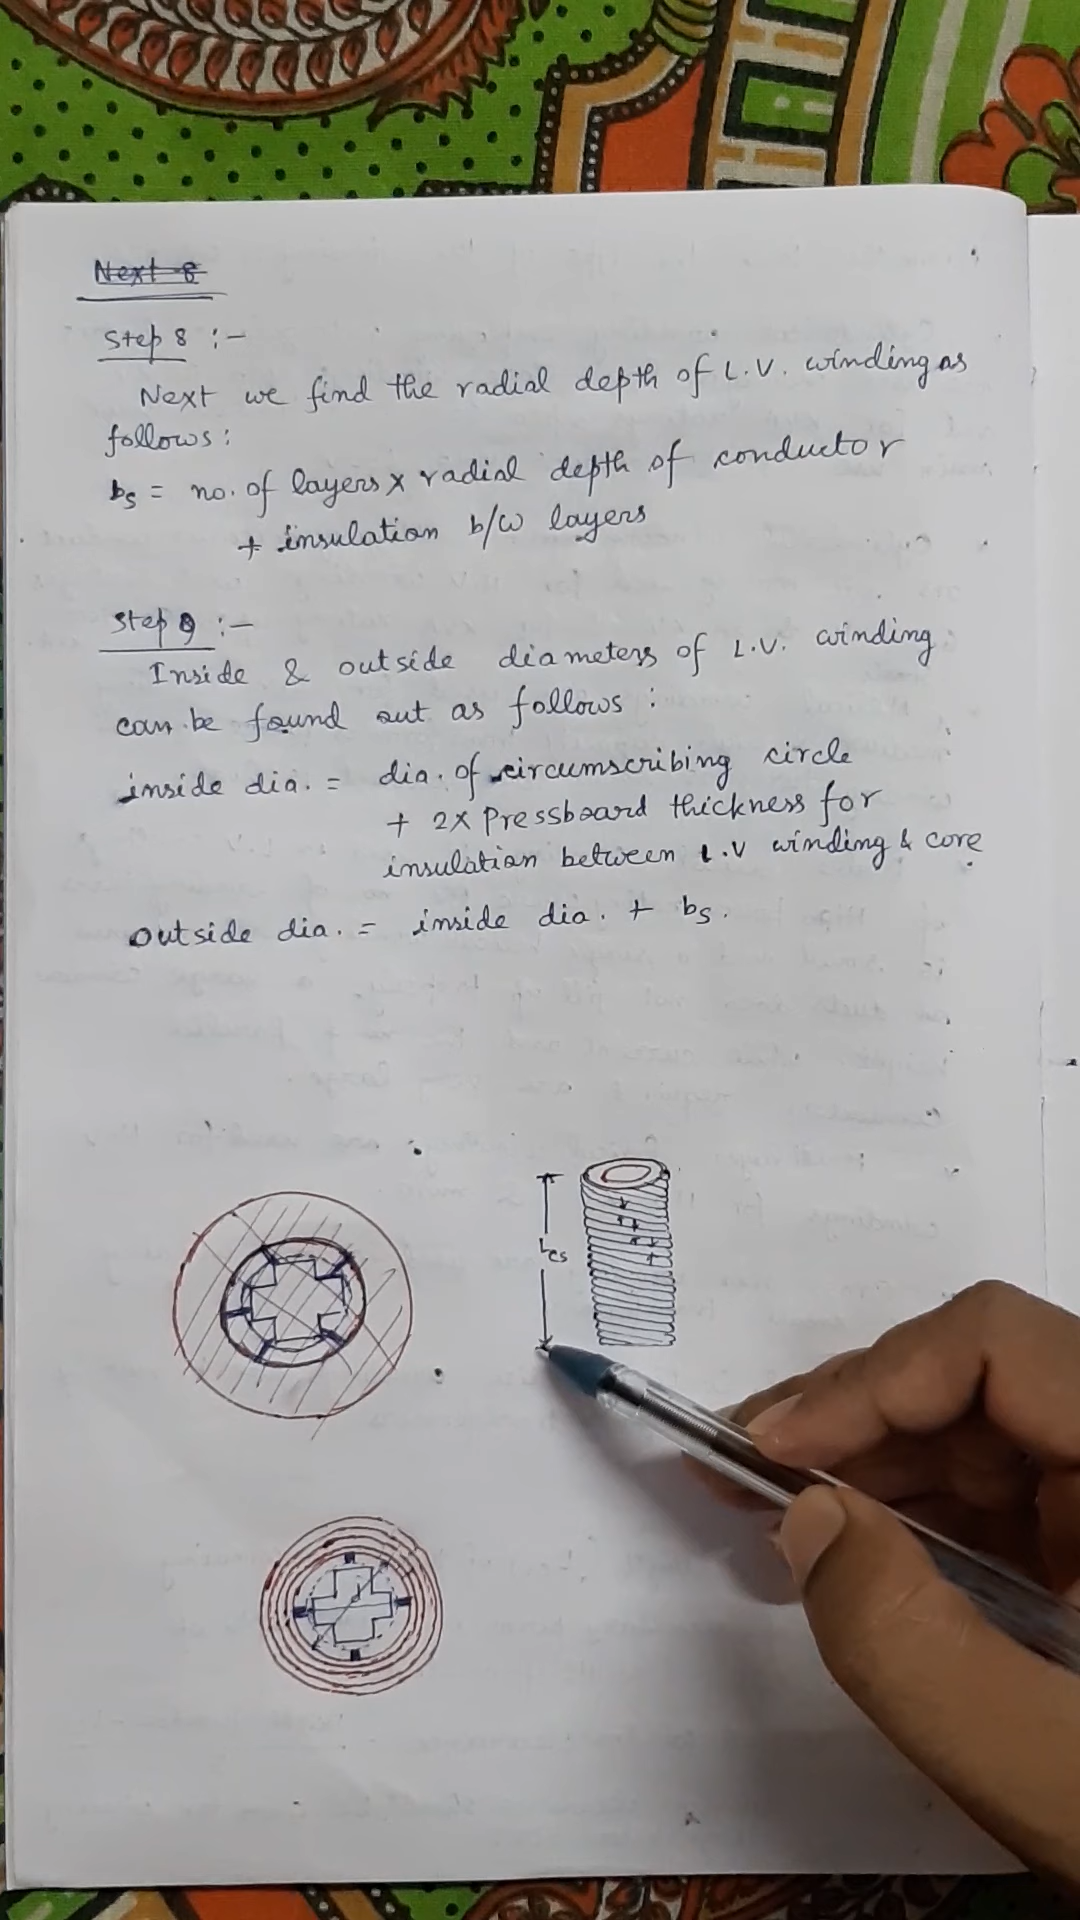 Next 8
Step 8 :-
Next we find the radial depth of L.V. winding as
follows:
bs = no. of layers x radial depth of conductor
+ insulation b/w layers
Step 9 :-
Inside & outside diameters of L.V. winding
can be found out as follows :
inside dia. = dia. of circumscribing circle
+ 2x pressboard thickness for
insulation between L.V winding & core
outside dia. = inside dia. + bs.
Lcs